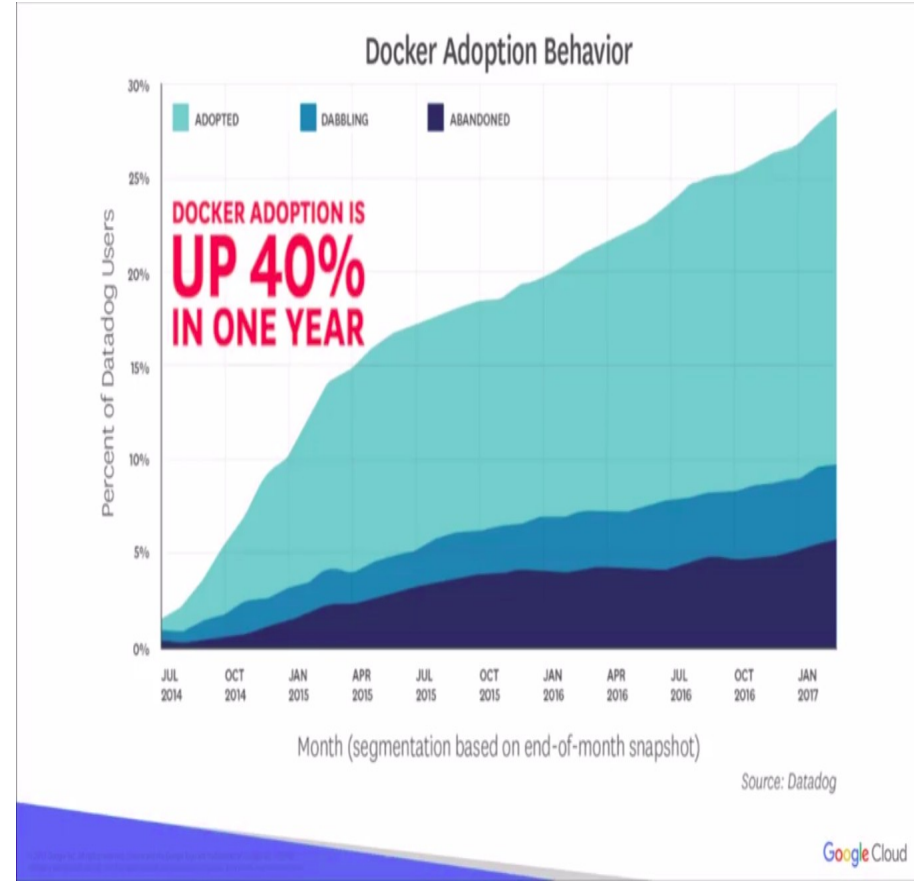 Docker Adoption Behavior
30%
ADOPTED
DABBLING
ABANDONED
25%
DOCKER ADOPTION IS
UP 40%
IN ONE YEAR
20%
15%
10%
5%
0%
Percent of Datadog Users
JUL OCT JAN APR JUL OCT JAN APR JUL OCT JAN
2014 2014 2015 2015 2015 2015 2016 2016 2016 2016 2017
Month (segmentation based on end-of-month snapshot)
Source: Datadog
Google Cloud